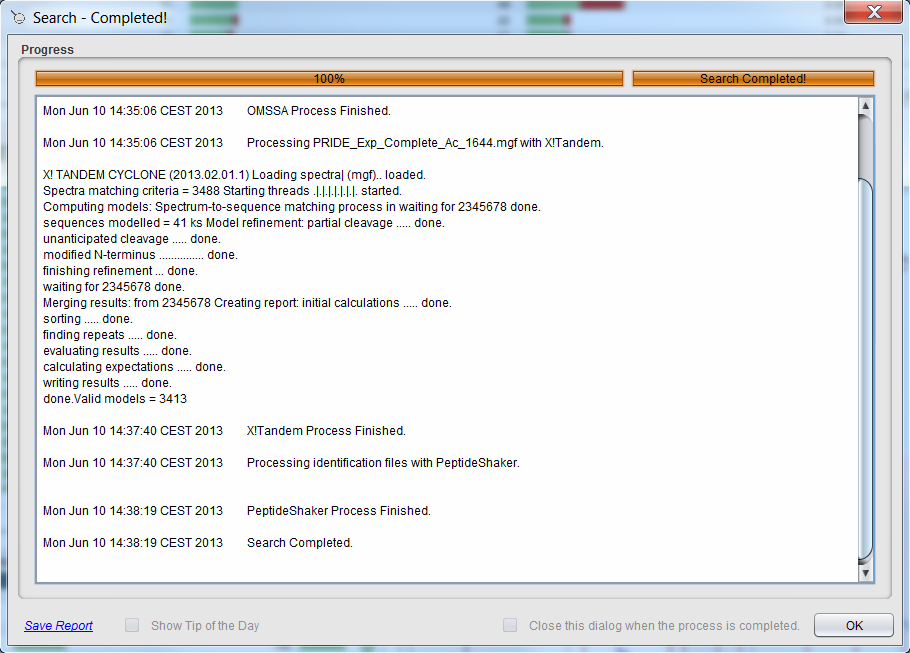 Search - Completed!
Progress
100% Search Completed!
Mon Jun 10 14:35:06 CEST 2013 OMSSA Process Finished.
Mon Jun 10 14:35:06 CEST 2013 Processing PRIDE_Exp_Complete_Ac_1644.mgf with X!Tandem.
X! TANDEM CYCLONE (2013.02.01.1) Loading spectra| (mgf).. loaded.
Spectra matching criteria = 3488 Starting threads .|.|.|.|.|.|.|. started.
Computing models: Spectrum-to-sequence matching process in waiting for 2345678 done.
sequences modelled = 41 ks Model refinement: partial cleavage ..... done.
unanticipated cleavage ..... done.
modified N-terminus ............... done.
finishing refinement ... done.
waiting for 2345678 done.
Merging results: from 2345678 Creating report: initial calculations ..... done.
sorting ..... done.
finding repeats ..... done.
evaluating results ..... done.
calculating expectations ..... done.
writing results ..... done.
done.Valid models = 3413
Mon Jun 10 14:37:40 CEST 2013 X!Tandem Process Finished.
Mon Jun 10 14:37:40 CEST 2013 Processing identification files with PeptideShaker.
Mon Jun 10 14:38:19 CEST 2013 PeptideShaker Process Finished.
Mon Jun 10 14:38:19 CEST 2013 Search Completed.
Save Report Show Tip of the Day Close this dialog when the process is completed. OK